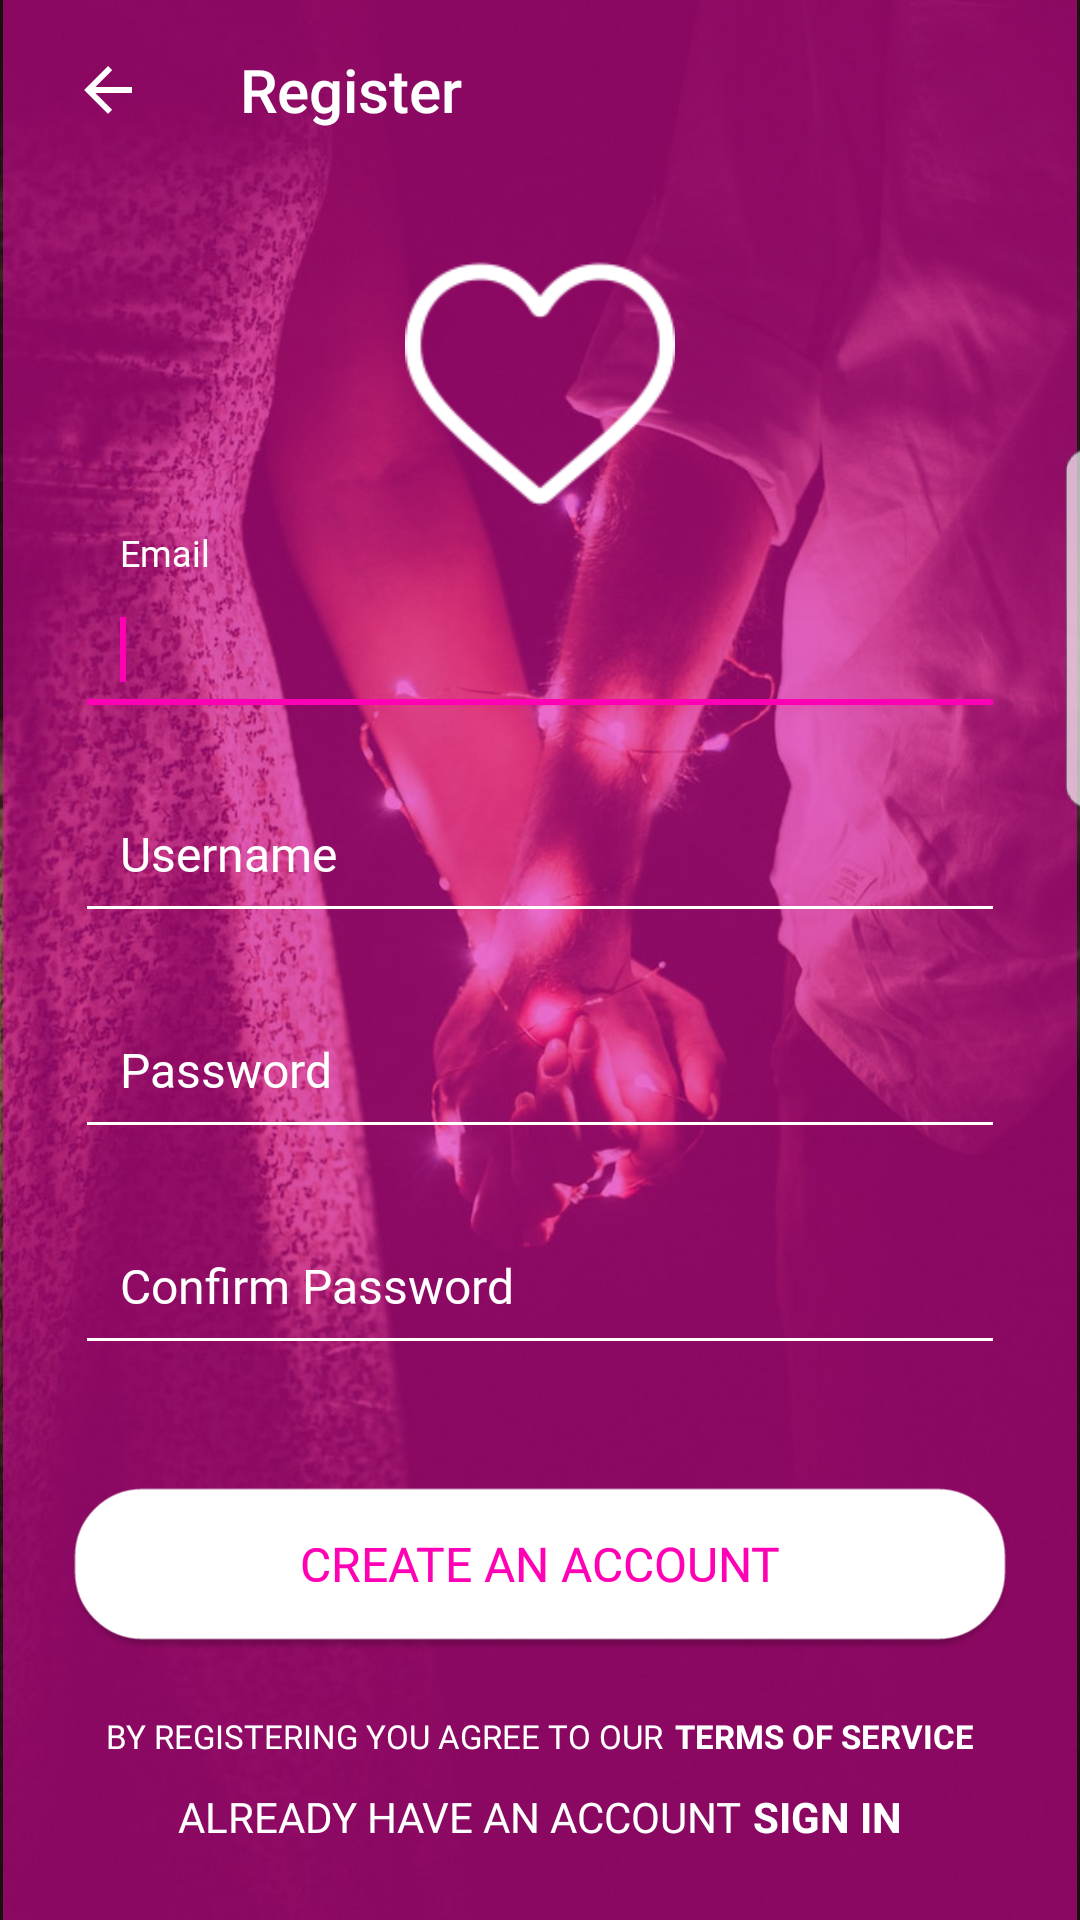 Register
Email
Username
Password
Confirm Password
CREATE AN ACCOUNT
BY REGISTERING YOU AGREE TO OUR TERMS OF SERVICE
ALREADY HAVE AN ACCOUNT SIGN IN